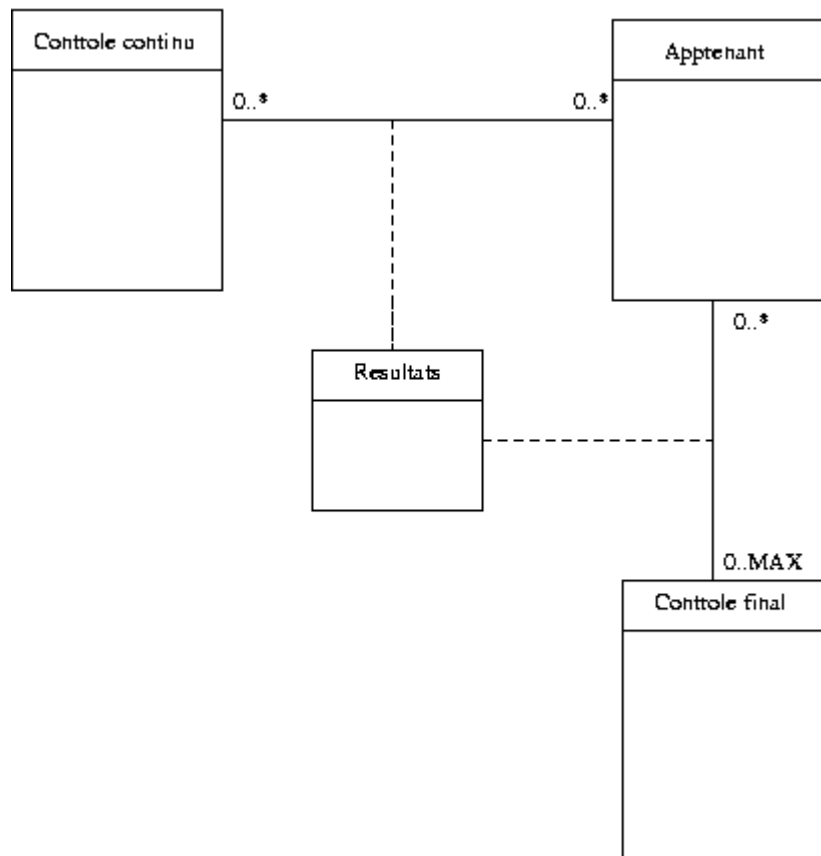 Controle continu
Apprenant
0..*
0..*
0..*
Resultats
0..MAX
Controle final